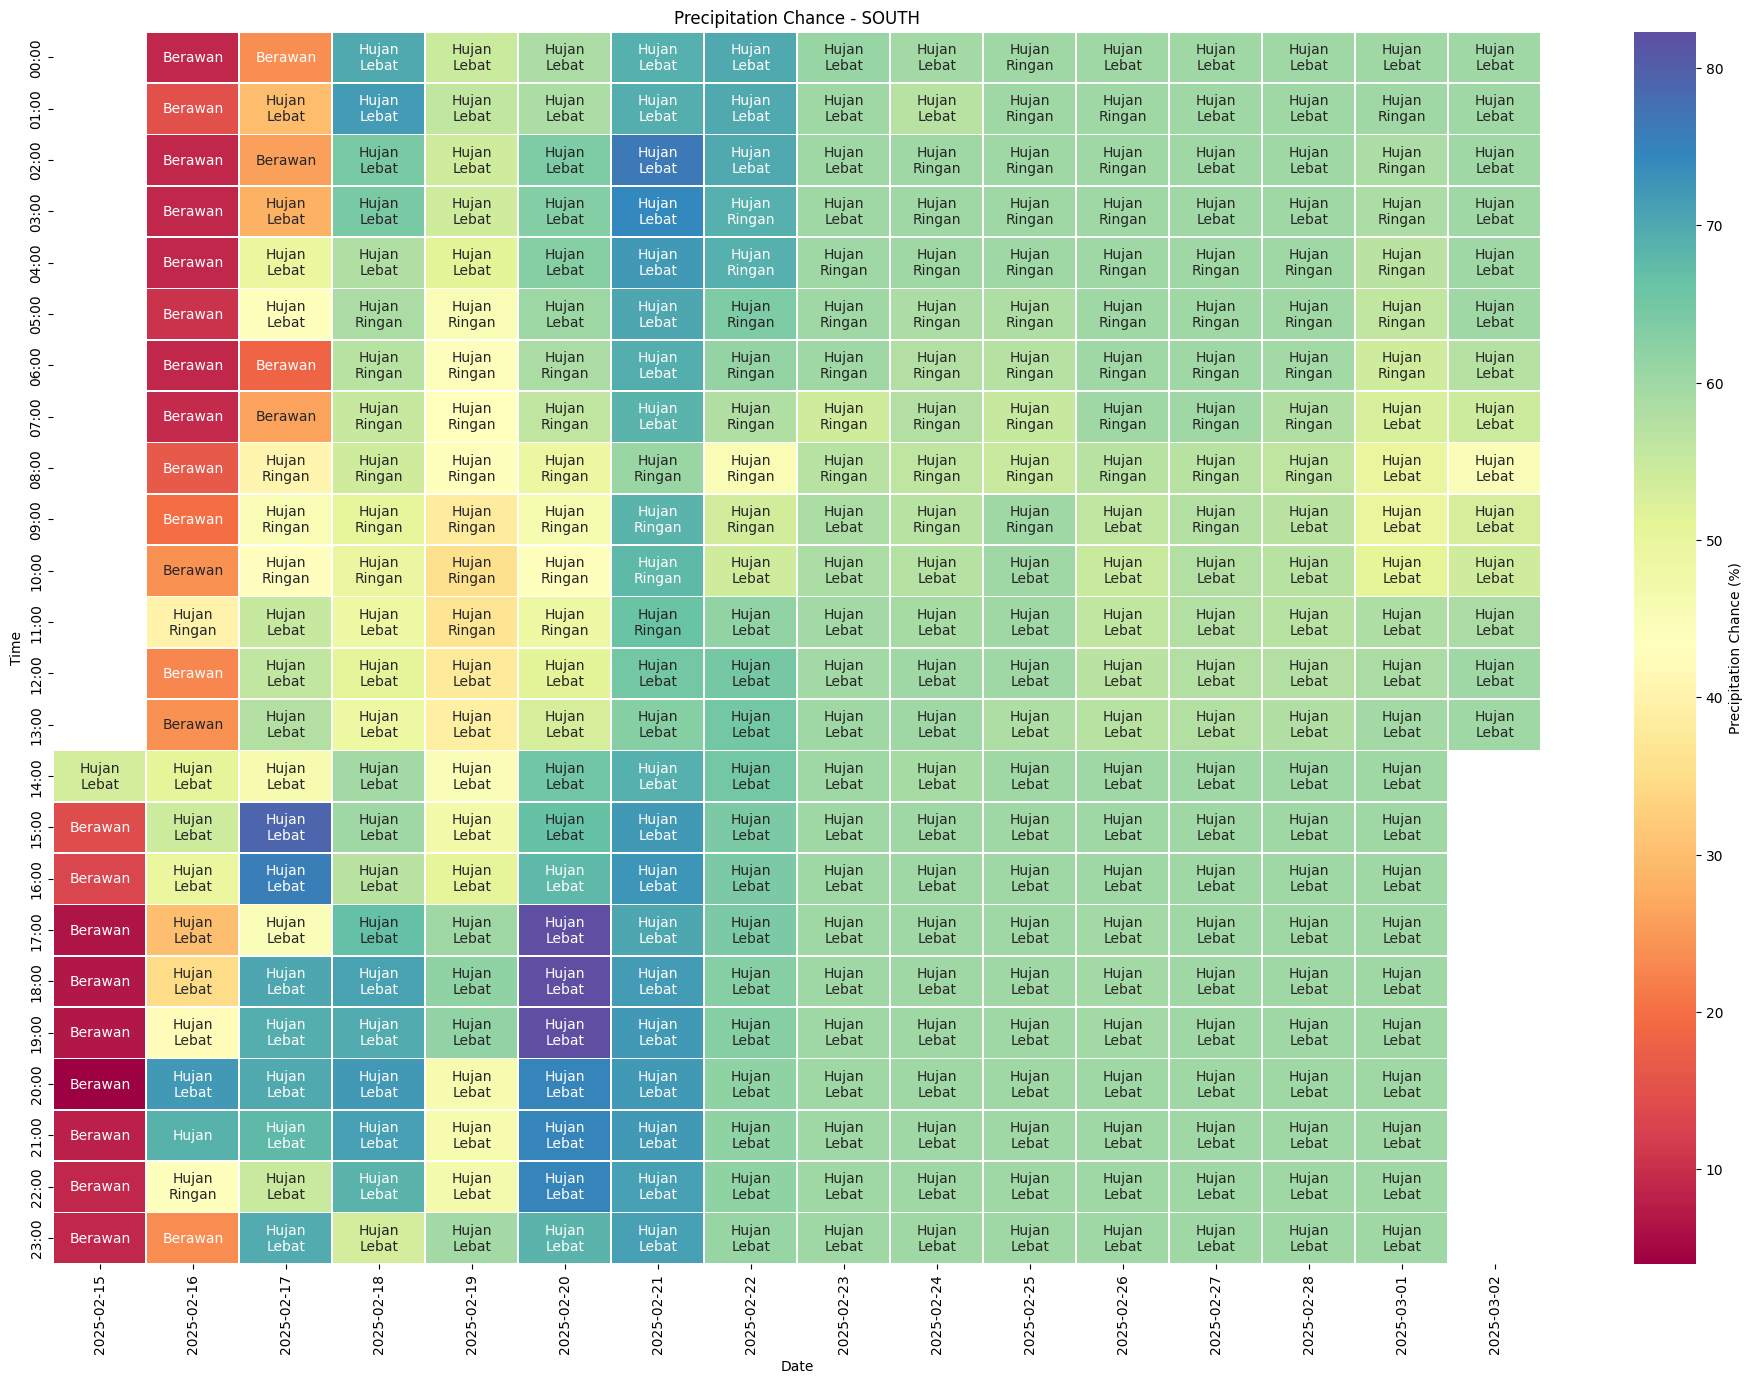 Precipitation Chance - SOUTH
00:00 Berawan Berawan Hujan Lebat Hujan Lebat Hujan Lebat Hujan Lebat Hujan Lebat Hujan Lebat Hujan Lebat Hujan Ringan Hujan Lebat Hujan Lebat Hujan Lebat Hujan Lebat Hujan Lebat
01:00 Berawan Hujan Lebat Hujan Lebat Hujan Lebat Hujan Lebat Hujan Lebat Hujan Lebat Hujan Lebat Hujan Lebat Hujan Ringan Hujan Ringan Hujan Lebat Hujan Lebat Hujan Ringan Hujan Lebat
02:00 Berawan Berawan Hujan Lebat Hujan Lebat Hujan Lebat Hujan Lebat Hujan Lebat Hujan Lebat Hujan Ringan Hujan Ringan Hujan Ringan Hujan Lebat Hujan Lebat Hujan Ringan Hujan Lebat
03:00 Berawan Hujan Lebat Hujan Lebat Hujan Lebat Hujan Lebat Hujan Lebat Hujan Ringan Hujan Lebat Hujan Ringan Hujan Ringan Hujan Ringan Hujan Lebat Hujan Lebat Hujan Ringan Hujan Lebat
04:00 Berawan Hujan Lebat Hujan Lebat Hujan Lebat Hujan Lebat Hujan Lebat Hujan Ringan Hujan Ringan Hujan Ringan Hujan Ringan Hujan Ringan Hujan Ringan Hujan Ringan Hujan Ringan Hujan Lebat
05:00 Berawan Hujan Lebat Hujan Ringan Hujan Ringan Hujan Lebat Hujan Lebat Hujan Ringan Hujan Ringan Hujan Ringan Hujan Ringan Hujan Ringan Hujan Ringan Hujan Ringan Hujan Ringan Hujan Lebat
06:00 Berawan Berawan Hujan Ringan Hujan Ringan Hujan Ringan Hujan Lebat Hujan Ringan Hujan Ringan Hujan Ringan Hujan Ringan Hujan Ringan Hujan Ringan Hujan Ringan Hujan Ringan Hujan Lebat
07:00 Berawan Berawan Hujan Ringan Hujan Ringan Hujan Ringan Hujan Lebat Hujan Ringan Hujan Ringan Hujan Ringan Hujan Ringan Hujan Ringan Hujan Ringan Hujan Ringan Hujan Lebat Hujan Lebat
08:00 Berawan Hujan Ringan Hujan Ringan Hujan Ringan Hujan Ringan Hujan Ringan Hujan Ringan Hujan Ringan Hujan Ringan Hujan Ringan Hujan Ringan Hujan Ringan Hujan Ringan Hujan Lebat Hujan Lebat
09:00 Berawan Hujan Ringan Hujan Ringan Hujan Ringan Hujan Ringan Hujan Ringan Hujan Ringan Hujan Lebat Hujan Ringan Hujan Ringan Hujan Lebat Hujan Ringan Hujan Lebat Hujan Lebat Hujan Lebat
10:00 Berawan Hujan Ringan Hujan Ringan Hujan Ringan Hujan Ringan Hujan Ringan Hujan Lebat Hujan Lebat Hujan Lebat Hujan Lebat Hujan Lebat Hujan Lebat Hujan Lebat Hujan Lebat Hujan Lebat
11:00 Hujan Ringan Hujan Lebat Hujan Lebat Hujan Ringan Hujan Ringan Hujan Ringan Hujan Lebat Hujan Lebat Hujan Lebat Hujan Lebat Hujan Lebat Hujan Lebat Hujan Lebat Hujan Lebat Hujan Lebat
12:00 Berawan Hujan Lebat Hujan Lebat Hujan Lebat Hujan Lebat Hujan Lebat Hujan Lebat Hujan Lebat Hujan Lebat Hujan Lebat Hujan Lebat Hujan Lebat Hujan Lebat Hujan Lebat Hujan Lebat
13:00 Berawan Hujan Lebat Hujan Lebat Hujan Lebat Hujan Lebat Hujan Lebat Hujan Lebat Hujan Lebat Hujan Lebat Hujan Lebat Hujan Lebat Hujan Lebat Hujan Lebat Hujan Lebat Hujan Lebat
14:00 Hujan Lebat Hujan Lebat Hujan Lebat Hujan Lebat Hujan Lebat Hujan Lebat Hujan Lebat Hujan Lebat Hujan Lebat Hujan Lebat Hujan Lebat Hujan Lebat Hujan Lebat Hujan Lebat Hujan Lebat
15:00 Berawan Hujan Lebat Hujan Lebat Hujan Lebat Hujan Lebat Hujan Lebat Hujan Lebat Hujan Lebat Hujan Lebat Hujan Lebat Hujan Lebat Hujan Lebat Hujan Lebat Hujan Lebat Hujan Lebat
16:00 Berawan Hujan Lebat Hujan Lebat Hujan Lebat Hujan Lebat Hujan Lebat Hujan Lebat Hujan Lebat Hujan Lebat Hujan Lebat Hujan Lebat Hujan Lebat Hujan Lebat Hujan Lebat Hujan Lebat
17:00 Berawan Hujan Lebat Hujan Lebat Hujan Lebat Hujan Lebat Hujan Lebat Hujan Lebat Hujan Lebat Hujan Lebat Hujan Lebat Hujan Lebat Hujan Lebat Hujan Lebat Hujan Lebat Hujan Lebat
18:00 Berawan Hujan Lebat Hujan Lebat Hujan Lebat Hujan Lebat Hujan Lebat Hujan Lebat Hujan Lebat Hujan Lebat Hujan Lebat Hujan Lebat Hujan Lebat Hujan Lebat Hujan Lebat Hujan Lebat
19:00 Berawan Hujan Lebat Hujan Lebat Hujan Lebat Hujan Lebat Hujan Lebat Hujan Lebat Hujan Lebat Hujan Lebat Hujan Lebat Hujan Lebat Hujan Lebat Hujan Lebat Hujan Lebat Hujan Lebat
20:00 Berawan Hujan Lebat Hujan Lebat Hujan Lebat Hujan Lebat Hujan Lebat Hujan Lebat Hujan Lebat Hujan Lebat Hujan Lebat Hujan Lebat Hujan Lebat Hujan Lebat Hujan Lebat Hujan Lebat
21:00 Berawan Hujan Hujan Lebat Hujan Lebat Hujan Lebat Hujan Lebat Hujan Lebat Hujan Lebat Hujan Lebat Hujan Lebat Hujan Lebat Hujan Lebat Hujan Lebat Hujan Lebat Hujan Lebat
22:00 Berawan Hujan Ringan Hujan Lebat Hujan Lebat Hujan Lebat Hujan Lebat Hujan Lebat Hujan Lebat Hujan Lebat Hujan Lebat Hujan Lebat Hujan Lebat Hujan Lebat Hujan Lebat Hujan Lebat
23:00 Berawan Berawan Hujan Lebat Hujan Lebat Hujan Lebat Hujan Lebat Hujan Lebat Hujan Lebat Hujan Lebat Hujan Lebat Hujan Lebat Hujan Lebat Hujan Lebat Hujan Lebat Hujan Lebat
Time
2025-02-15 2025-02-16 2025-02-17 2025-02-18 2025-02-19 2025-02-20 2025-02-21 2025-02-22 2025-02-23 2025-02-24 2025-02-25 2025-02-26 2025-02-27 2025-02-28 2025-03-01 2025-03-02
Date
80
70
60
50
40
30
20
10
Precipitation Chance (%)